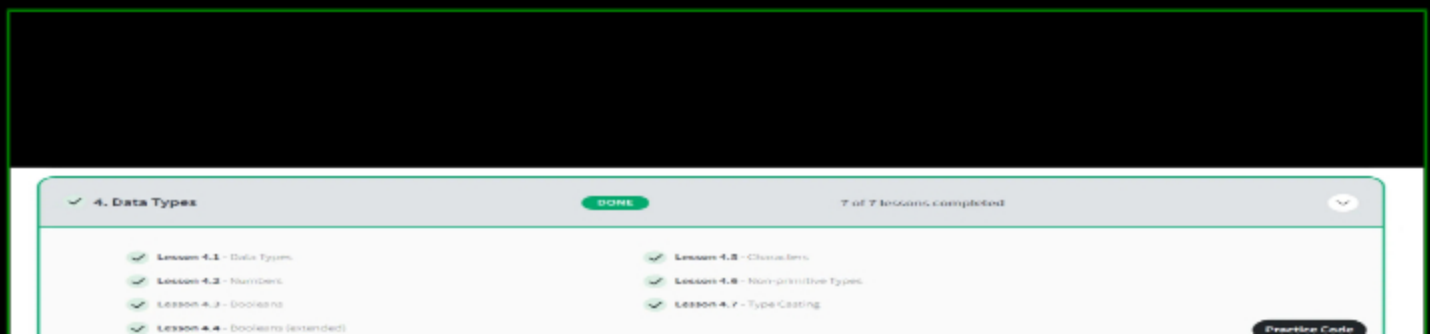 4. Data Types
DONE
7 of 7 lessons completed
Lesson 4.1 - Data Types
Lesson 4.2 - Numbers
Lesson 4.3 - Booleans
Lesson 4.4 - Booleans (extended)
Lesson 4.5 - Characters
Lesson 4.6 - Non-primitive Types
Lesson 4.7 - Type Casting
Practice Code